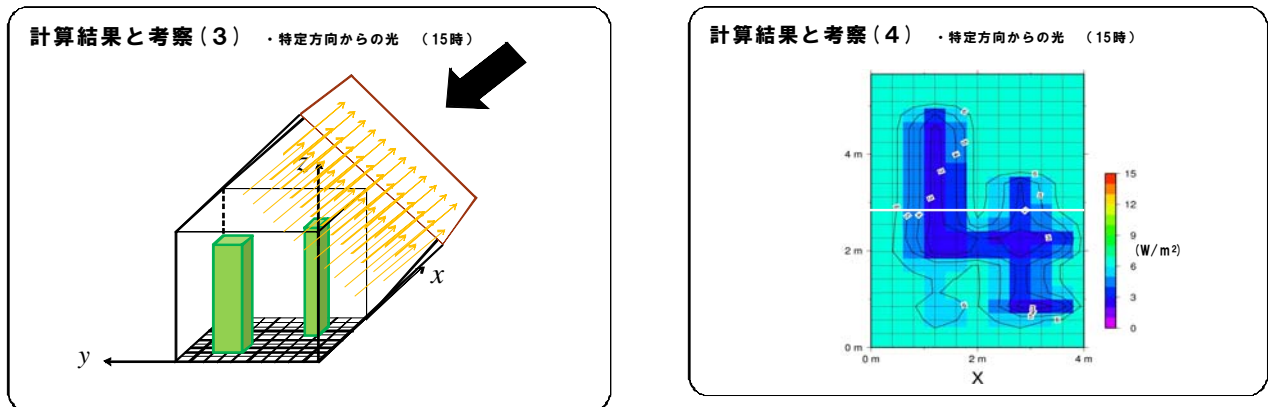 計算結果と考察(3) ・特定方向からの光 (15時)
z
x
y
計算結果と考察(4) ・特定方向からの光 (15時)
4 m
2 m
0 m
0 m 2 m 4 m
X
15
12
9
6
3
0
(W/m²)